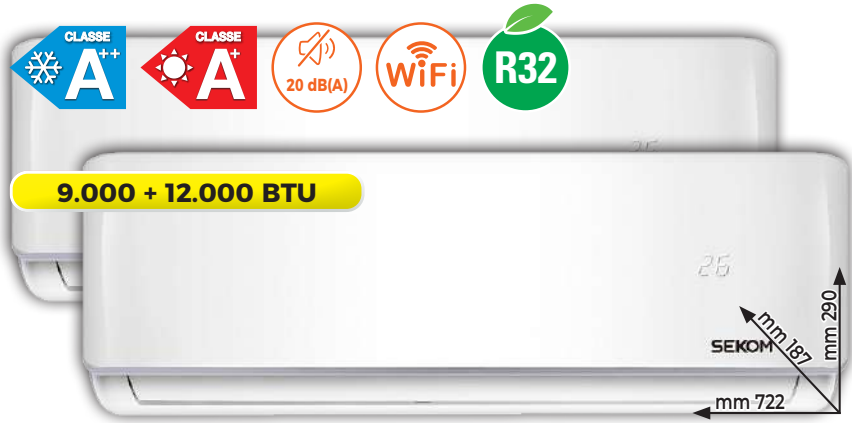 CLASSE
A++
CLASSE
A+
20 dB(A)
WiFi
R32
9.000 + 12.000 BTU
26
SEKOM
mm 187
mm 290
mm 722